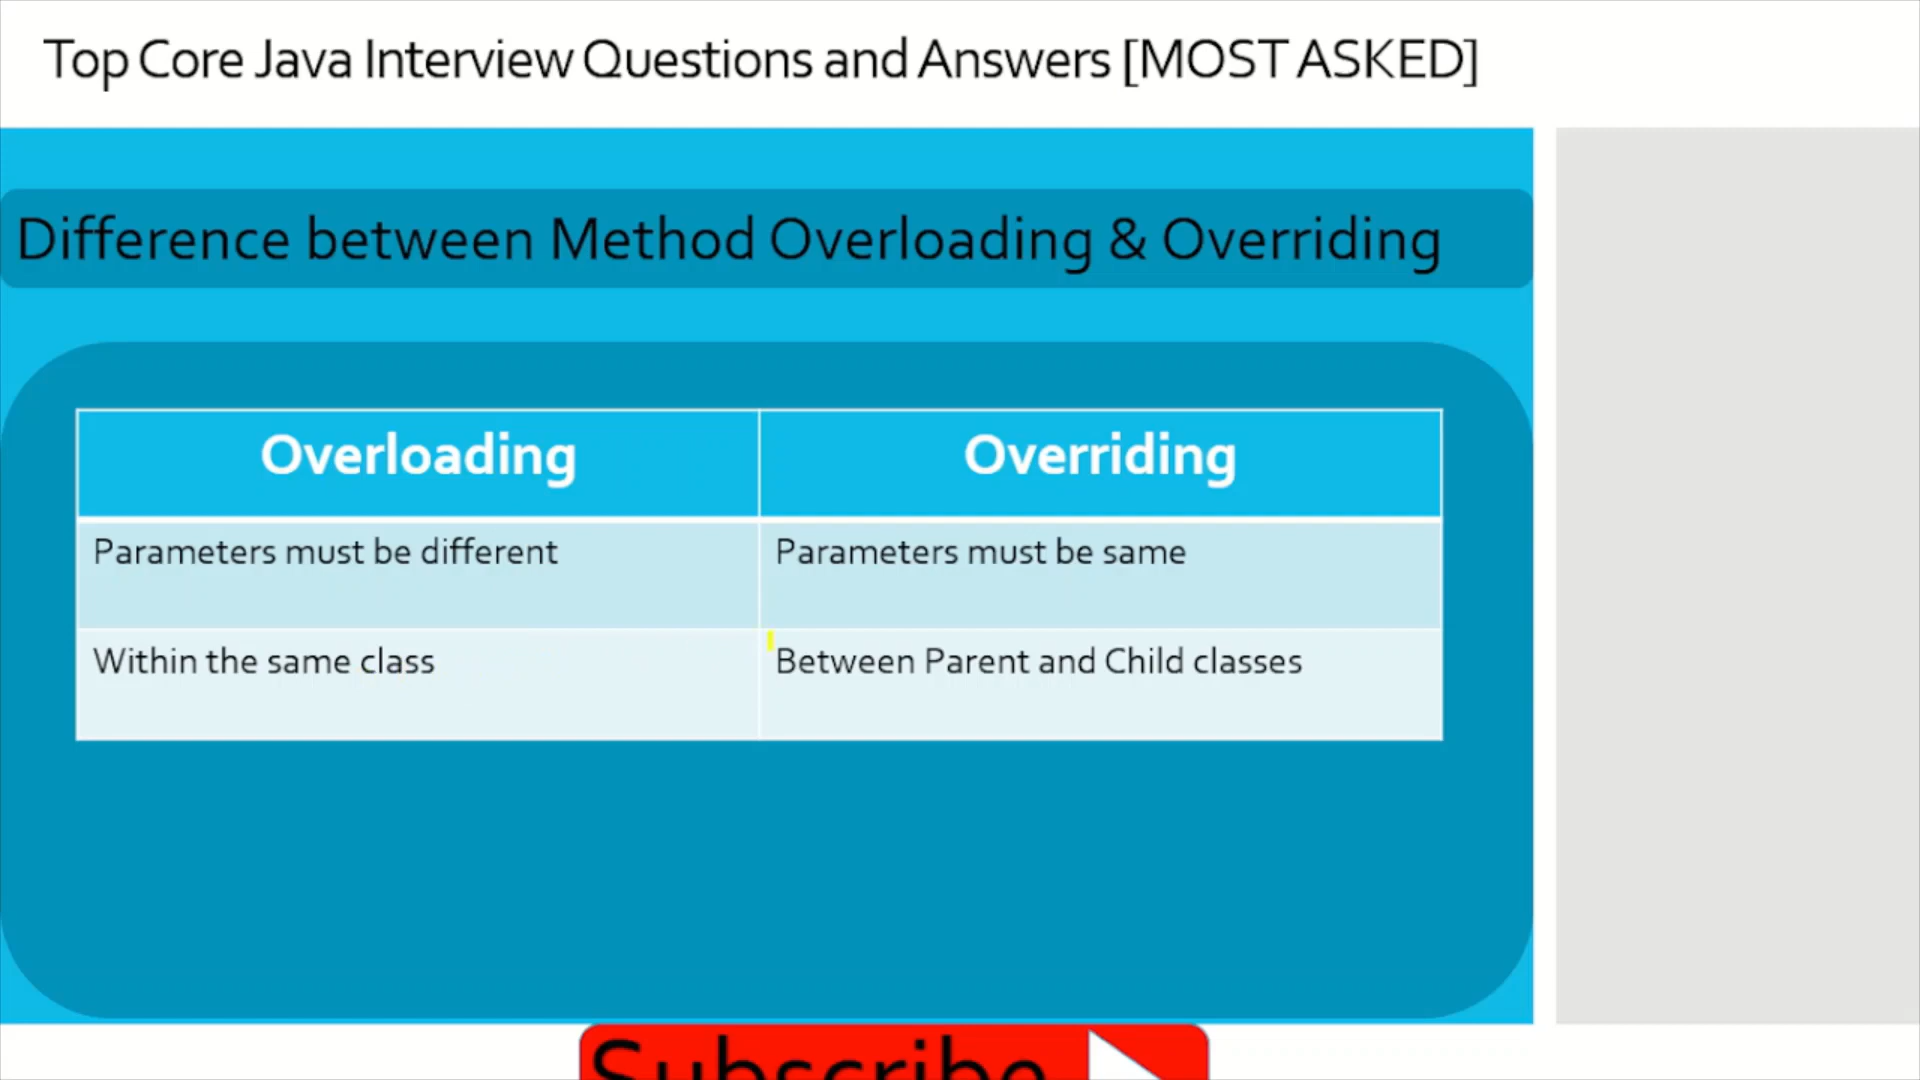 Top Core Java Interview Questions and Answers [MOST ASKED]
Difference between Method Overloading & Overriding
Overloading
Overriding
Parameters must be different
Parameters must be same
Within the same class
Between Parent and Child classes
Subscribe